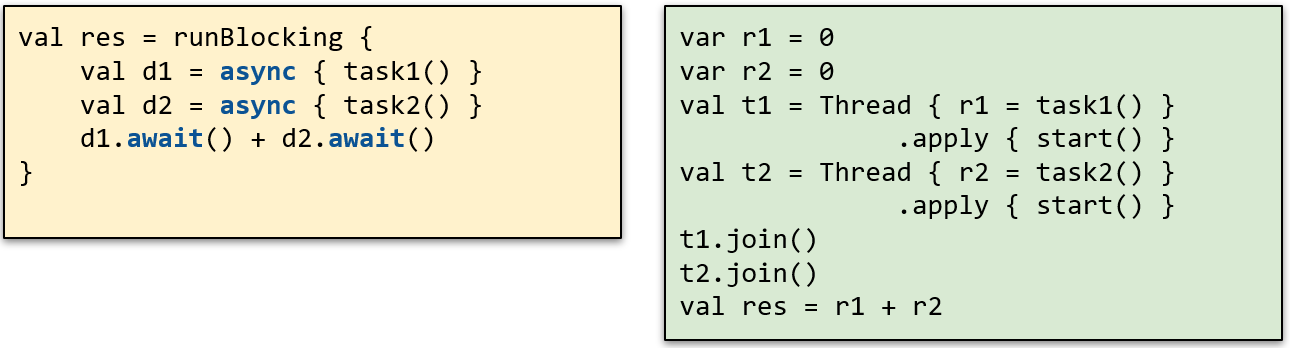 val res = runBlocking {
    val d1 = async { task1() }
    val d2 = async { task2() }
    d1.await() + d2.await()
}
var r1 = 0
var r2 = 0
val t1 = Thread { r1 = task1() }
              .apply { start() }
val t2 = Thread { r2 = task2() }
              .apply { start() }
t1.join()
t2.join()
val res = r1 + r2